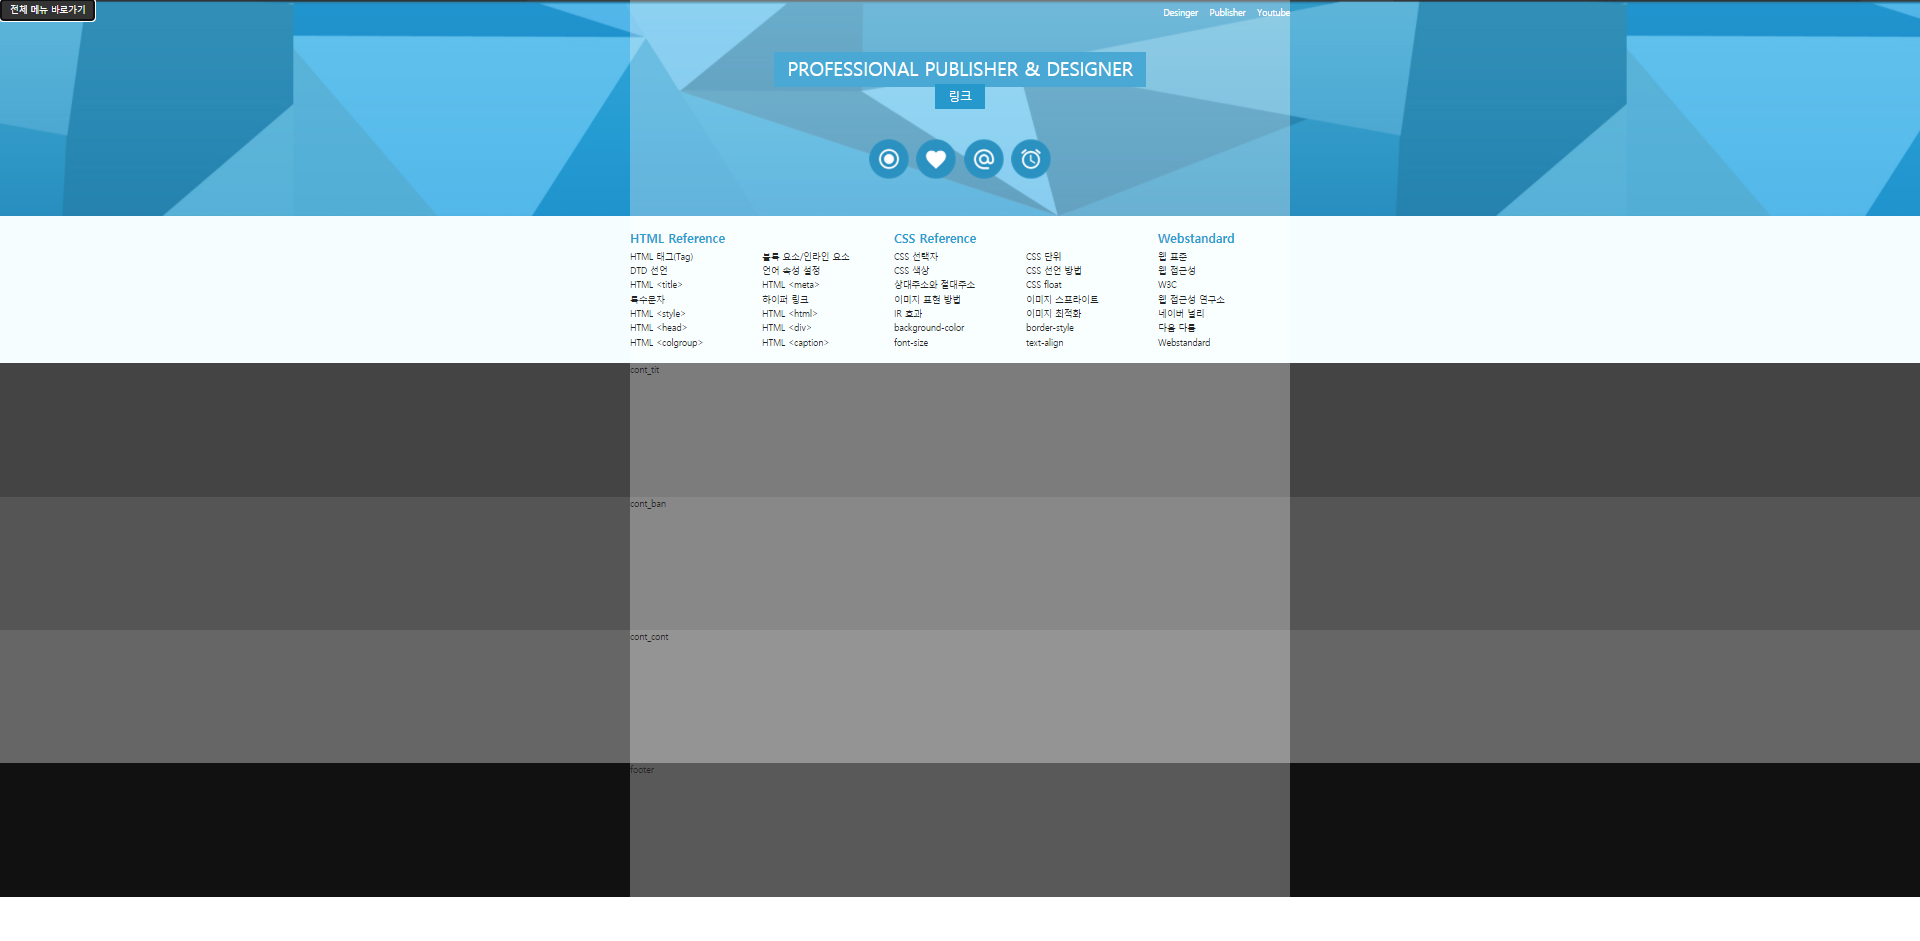 전체 메뉴 바로가기
Desinger Publisher Youtube
PROFESSIONAL PUBLISHER & DESIGNER
링크
HTML Reference
HTML 태그(Tag)
DTD 선언
HTML <title>
특수문자
HTML <style>
HTML <head>
HTML <colgroup>
블록 요소/인라인 요소
언어 속성 설정
HTML <meta>
하이퍼 링크
HTML <html>
HTML <div>
HTML <caption>
CSS Reference
CSS 선택자
CSS 색상
상대주소와 절대주소
이미지 표현 방법
IR 효과
background-color
font-size
CSS 단위
CSS 선언 방법
CSS float
이미지 스프라이트
이미지 최적화
border-style
text-align
Webstandard
웹 표준
웹 접근성
W3C
웹 접근성 연구소
네이버 널리
다음 다룸
Webstandard
cont_tit
cont_ban
cont_cont
footer